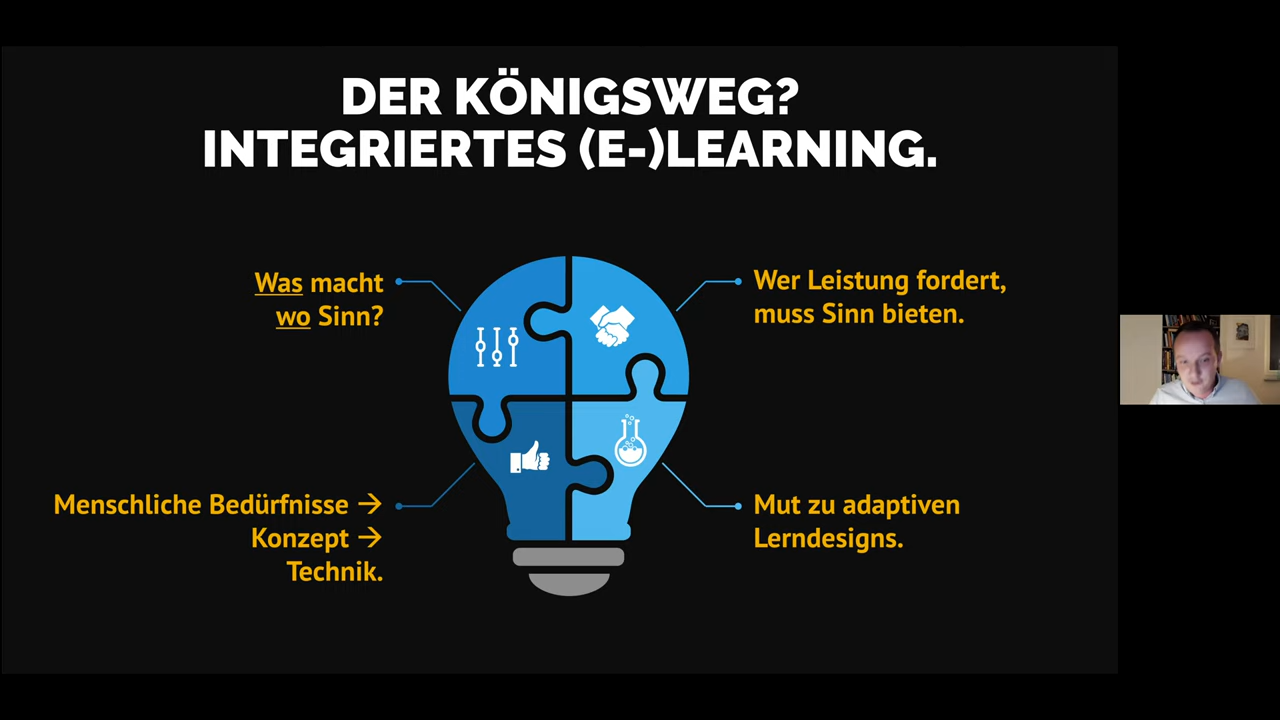 DER KÖNIGSWEG?
INTEGRIERTES (E-)LEARNING.
Was macht
wo Sinn?
Wer Leistung fordert,
muss Sinn bieten.
Menschliche Bedürfnisse →
Konzept →
Technik.
Mut zu adaptiven
Lerndesigns.